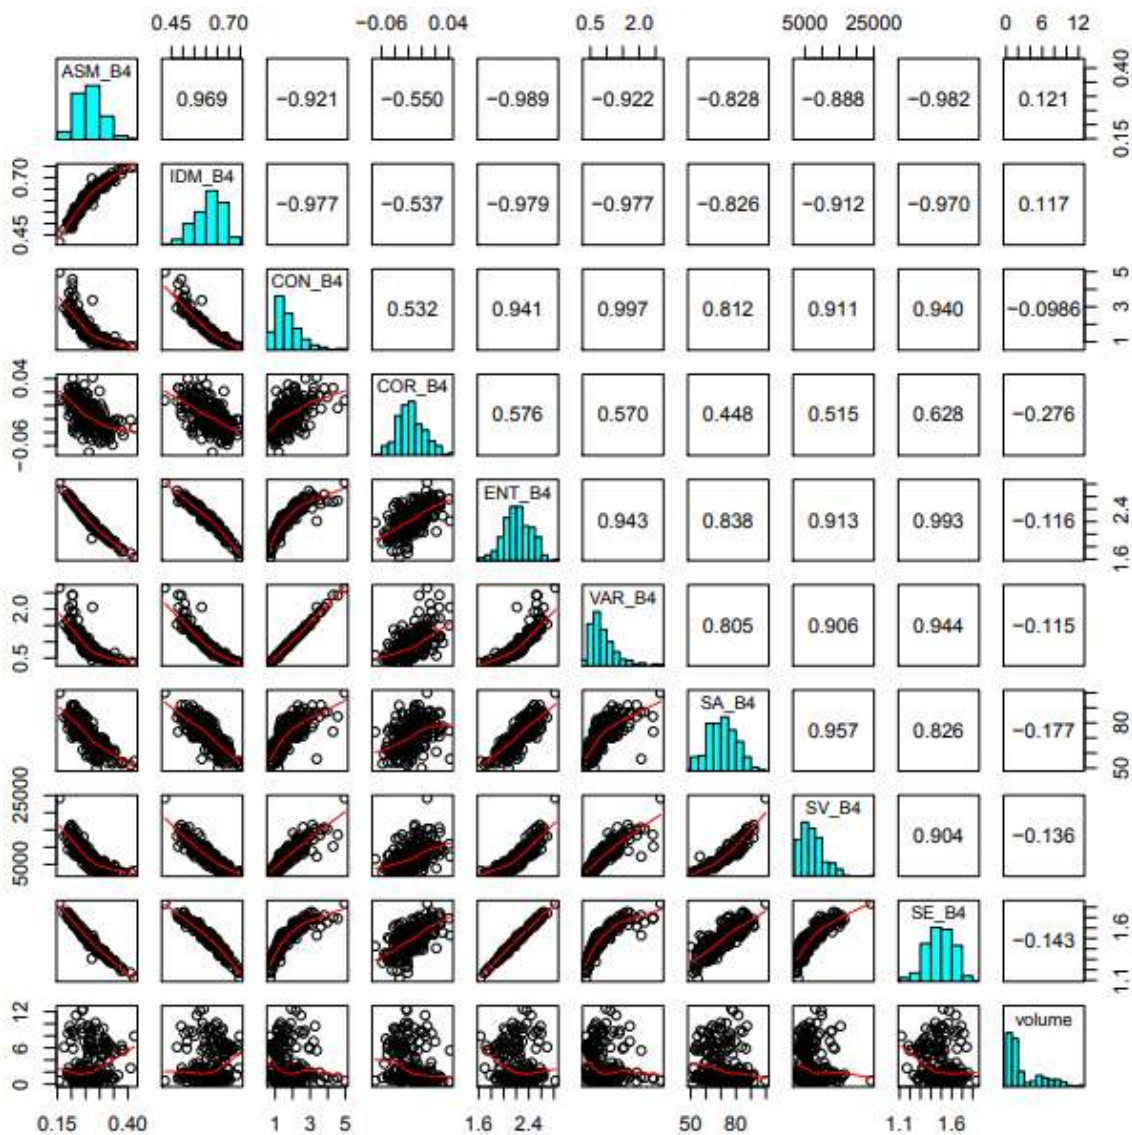 0.45 0.70 −0.06 0.04 0.5 2.0 5000 25000 0 6 12
ASM_B4 0.969 −0.921 −0.550 −0.989 −0.922 −0.828 −0.888 −0.982 0.121 0.15 0.40
0.45 0.70 IDM_B4 −0.977 −0.537 −0.979 −0.977 −0.826 −0.912 −0.970 0.117
CON_B4 0.532 0.941 0.997 0.812 0.911 0.940 −0.0986 1 3 5
−0.06 0.04 COR_B4 0.576 0.570 0.448 0.515 0.628 −0.276
ENT_B4 0.943 0.838 0.913 0.993 −0.116 1.6 2.4
0.5 2.0 VAR_B4 0.805 0.906 0.944 −0.115
SA_B4 0.957 0.826 −0.177 50 80
5000 25000 SV_B4 0.904 −0.136
SE_B4 −0.143 1.1 1.6
0 6 12 volume
0.15 0.40 1 3 5 1.6 2.4 50 80 1.1 1.6